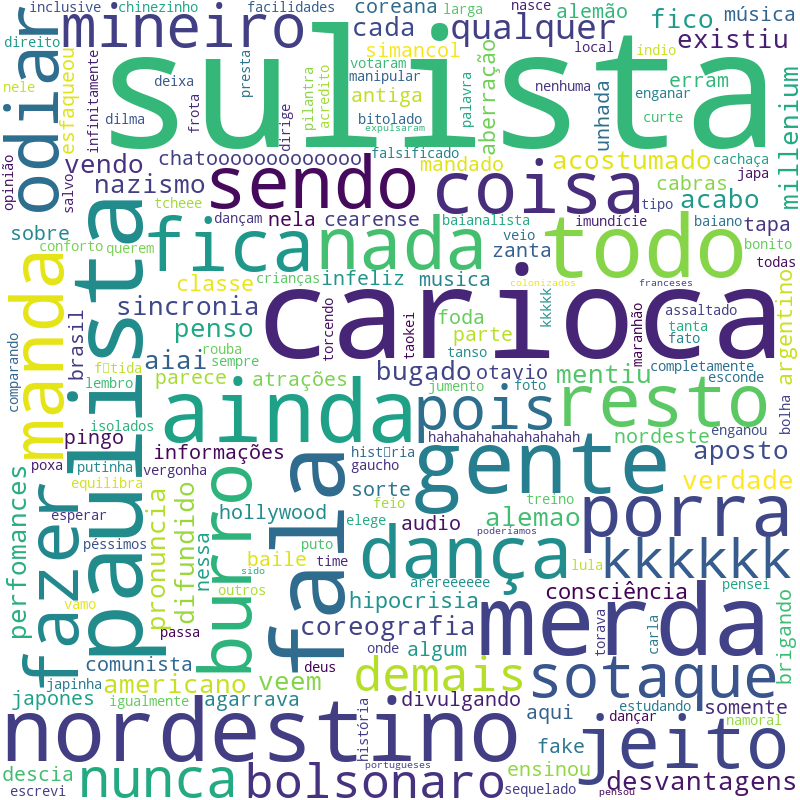 inclusive
chinezinho
facilidades
coreana
larga
nasce
mineiro
cada
qualquer
alemão
fico
música
direito
simancol
existiu
sulista
votaram
local
indio
nele
odiar
esfaqueou
infinitamente
deixa
presta
manipular
nenhuma
enganar
dilma
frota
dirige
pilantra
acredito
antiga
bitolado
palavra
aberração
curte
unhada
erram
millenium
expulsaram
vendo
chatooooooooooooo
falsificado
mandado
acostumado
cachaça
opinião
salvo
nazismo
sendo
coisa
cabras
tipo
acabo
japa
tcheee
dançam
nela
cearense
baianalista
imundície
baiano
tapa
sobre
conforto
querem
fica
nada
veio
zanta
todo
bonito
todas
manda
paulista
classe
crianças
infeliz
musica
colonizados
franceses
sincronia
carioca
kkkkk
assaltado
argentino
brasil
penso
torcendo
taokei
foda
parte
maranhão
tanta
fato
comparando
rouba
sempre
tanso
completamente
aiai
bugado
otavio
mentiu
esconde
bolha
lembro
parece
atrações
jumento
foto
isolados
ainda
pois
resto
enganou
pingo
hahahahahahahahah
nordeste
aposto
poxa
putinha
vergonha
informações
gaucho
gente
verdade
equilibra
burro
fala
sorte
treino
porra
esperar
hollywood
elege
feio
audio
alemao
péssimos
fazer
pronuncia
difundido
nessa
puto
poderíamos
perfomances
baile
time
dança
lula
kkkkkk
sido
outros
arereeeeee
consciência
pensei
vamo
hipocrisia
merda
passa
coreografia
torava
carla
brigando
comunista
deus
onde
algum
demais
sotaque
japinha
americano
veem
japones
igualmente
agarrava
divulgando
aqui
estudando
somente
nordestino
história
dançar
namoral
jeito
fake
descia
nunca
bolsonaro
portugueses
ensinou
desvantagens
escrevi
sequelado
pensou